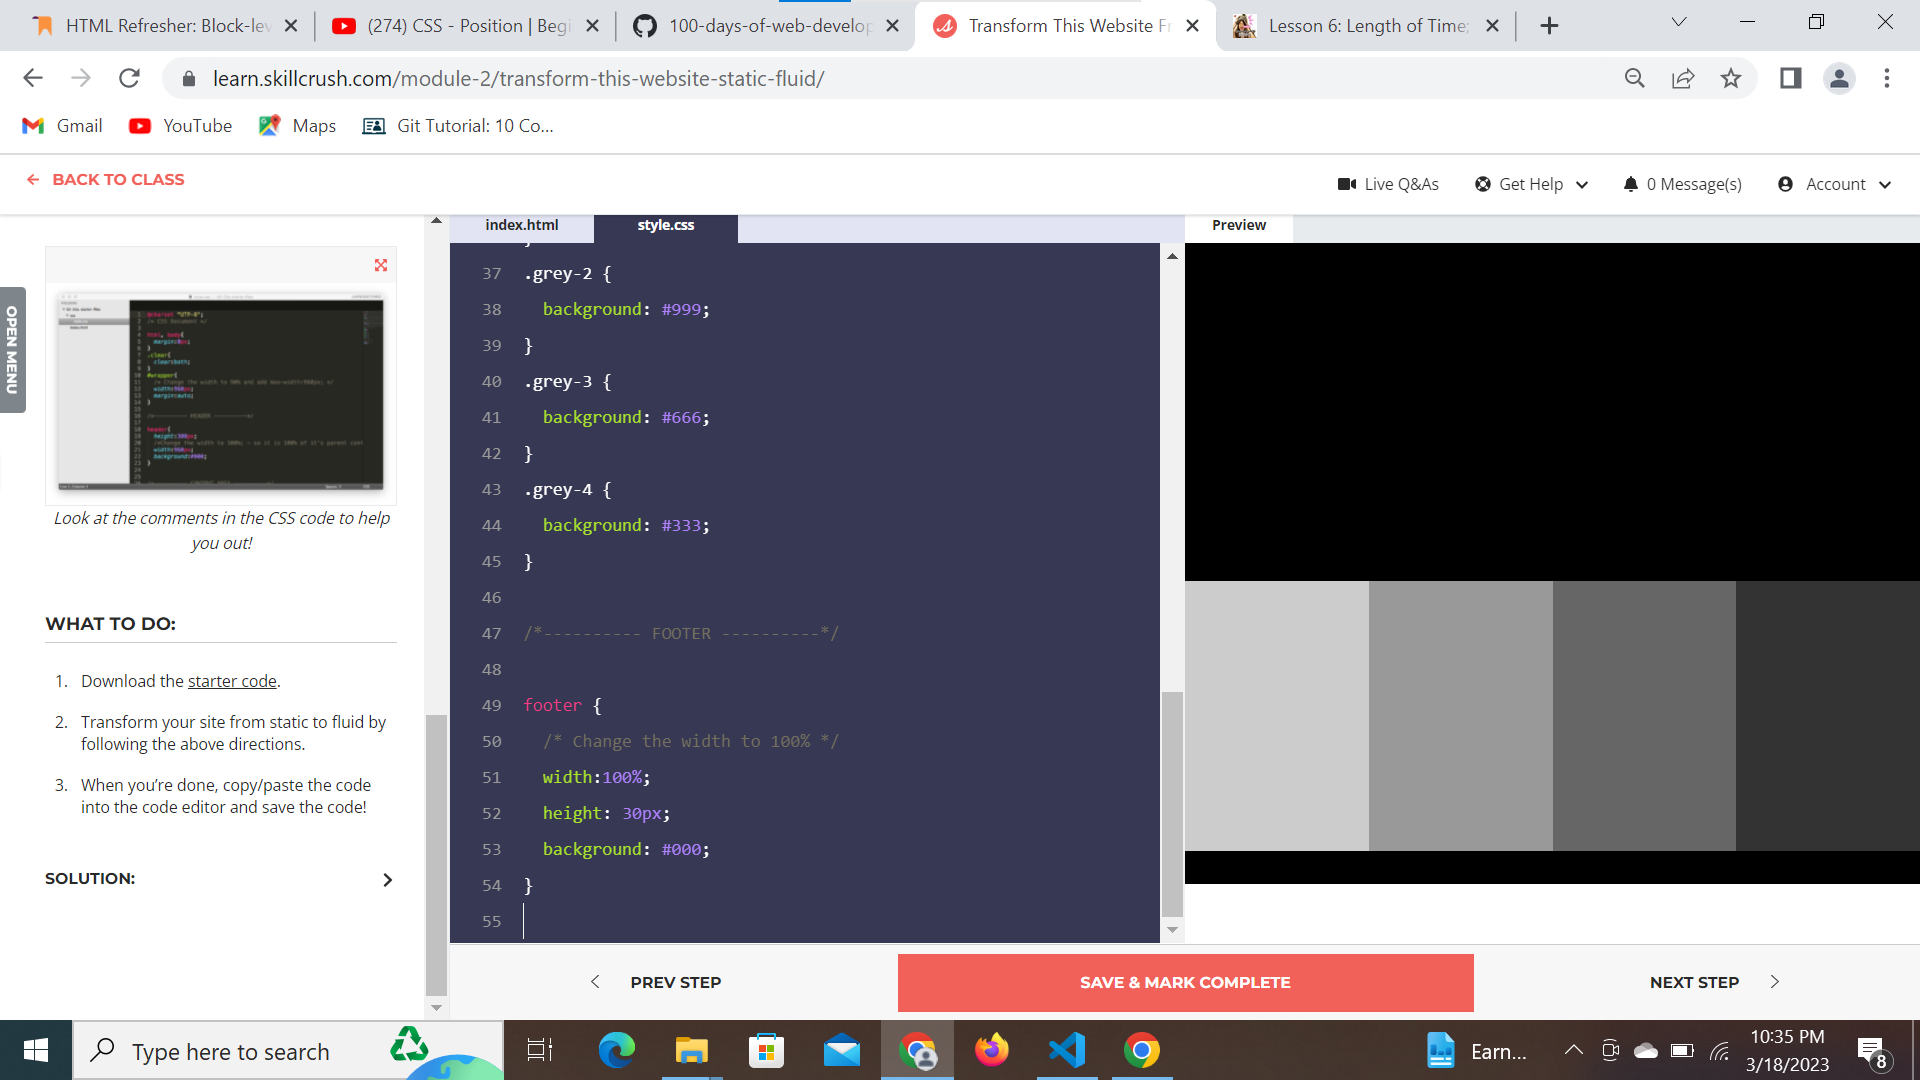 HTML Refresher: Block-lev
(274) CSS - Position | Begi
100-days-of-web-develop
Transform This Website Fr
Lesson 6: Length of Time;
learn.skillcrush.com/module-2/transform-this-website-static-fluid/
Gmail
YouTube
Maps
Git Tutorial: 10 Co...
BACK TO CLASS
Live Q&As
Get Help
0 Message(s)
Account
OPEN MENU
Look at the comments in the CSS code to help
you out!
WHAT TO DO:
1. Download the starter code.
2. Transform your site from static to fluid by
following the above directions.
3. When you’re done, copy/paste the code
into the code editor and save the code!
SOLUTION:
index.html
style.css
Preview
37 .grey-2 {
38 background: #999;
39 }
40 .grey-3 {
41 background: #666;
42 }
43 .grey-4 {
44 background: #333;
45 }
46
47 /*---------- FOOTER ----------*/
48
49 footer {
50 /* Change the width to 100% */
51 width:100%;
52 height: 30px;
53 background: #000;
54 }
55
PREV STEP
SAVE & MARK COMPLETE
NEXT STEP
Type here to search
Earn...
10:35 PM
3/18/2023
8